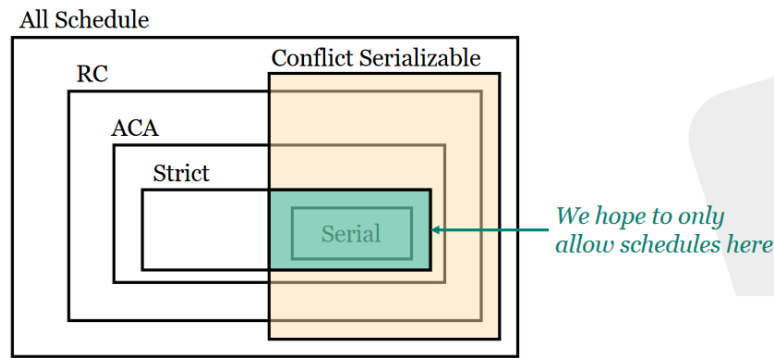 All Schedule
Conflict Serializable
RC
ACA
Strict
Serial
We hope to only
allow schedules here